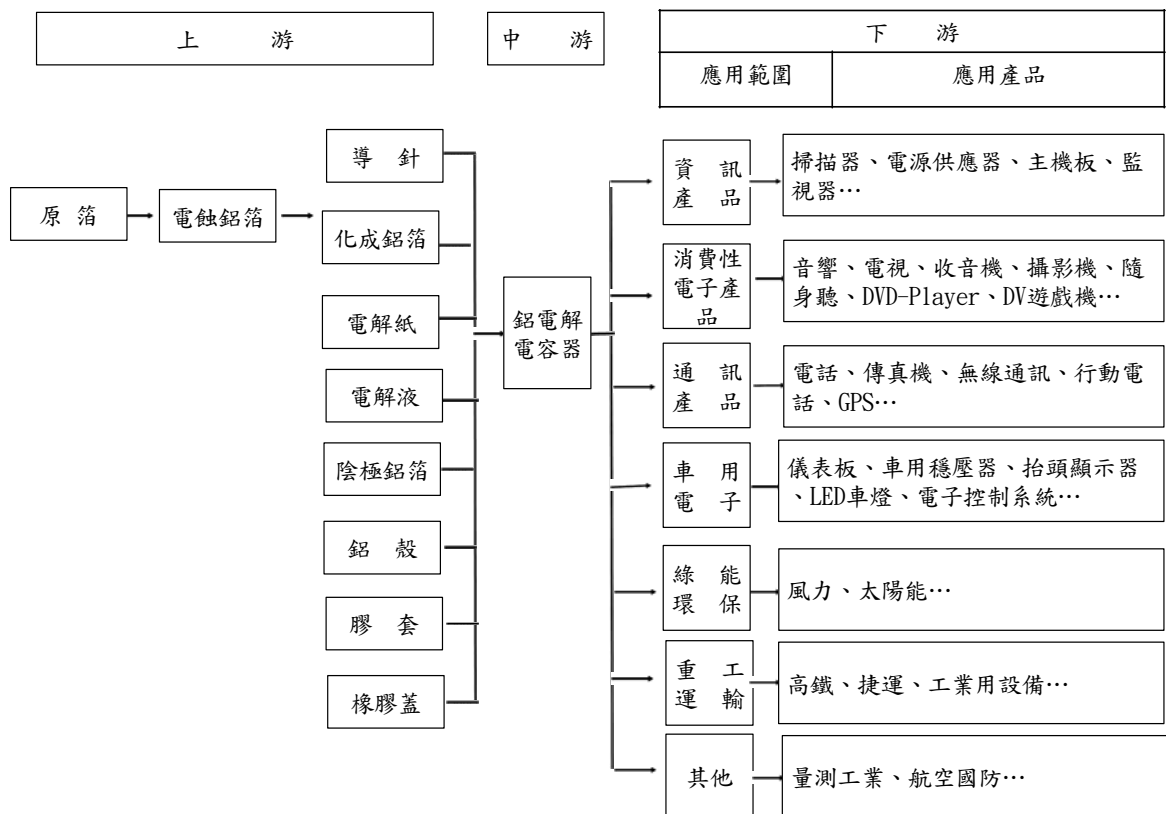 上 游
中 游
下 游
應用範圍
應用產品
原 箔
電蝕鋁箔
導 針
化成鋁箔
電解紙
電解液
陰極鋁箔
鋁 殼
膠 套
橡膠蓋
鋁電解
電容器
資 訊
產 品
掃描器、電源供應器、主機板、監
視器…
消費性
電子產
品
音響、電視、收音機、攝影機、隨
身聽、DVD-Player、DV遊戲機…
通 訊
產 品
電話、傳真機、無線通訊、行動電
話、GPS…
車 用
電 子
儀表板、車用穩壓器、抬頭顯示器
、LED車燈、電子控制系統…
綠 能
環 保
風力、太陽能…
重 工
運 輸
高鐵、捷運、工業用設備…
其他
量測工業、航空國防…